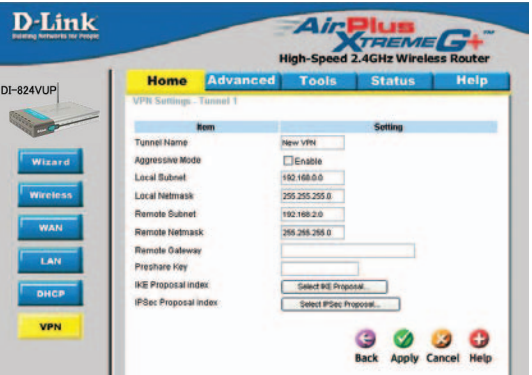 D-Link
Building Networks for People
AirPlus
XTREME G+™
High-Speed 2.4GHz Wireless Router
DI-824VUP
Home Advanced Tools Status Help
VPN Settings - Tunnel 1
Item Setting
Tunnel Name New VPN
Aggressive Mode Enable
Local Subnet 192.168.0.0
Local Netmask 255.255.255.0
Remote Subnet 192.168.2.0
Remote Netmask 255.255.255.0
Remote Gateway
Preshare Key
IKE Proposal index Select IKE Proposal...
IPSec Proposal index Select IPSec Proposal...
Wizard
Wireless
WAN
LAN
DHCP
VPN
Back Apply Cancel Help